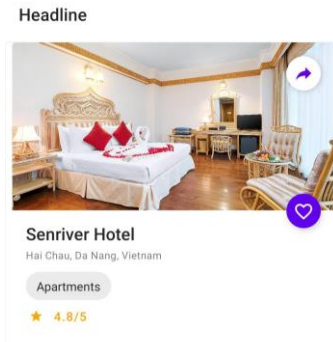 Headline
Senriver Hotel
Hai Chau, Da Nang, Vietnam
Apartments
4.8/5